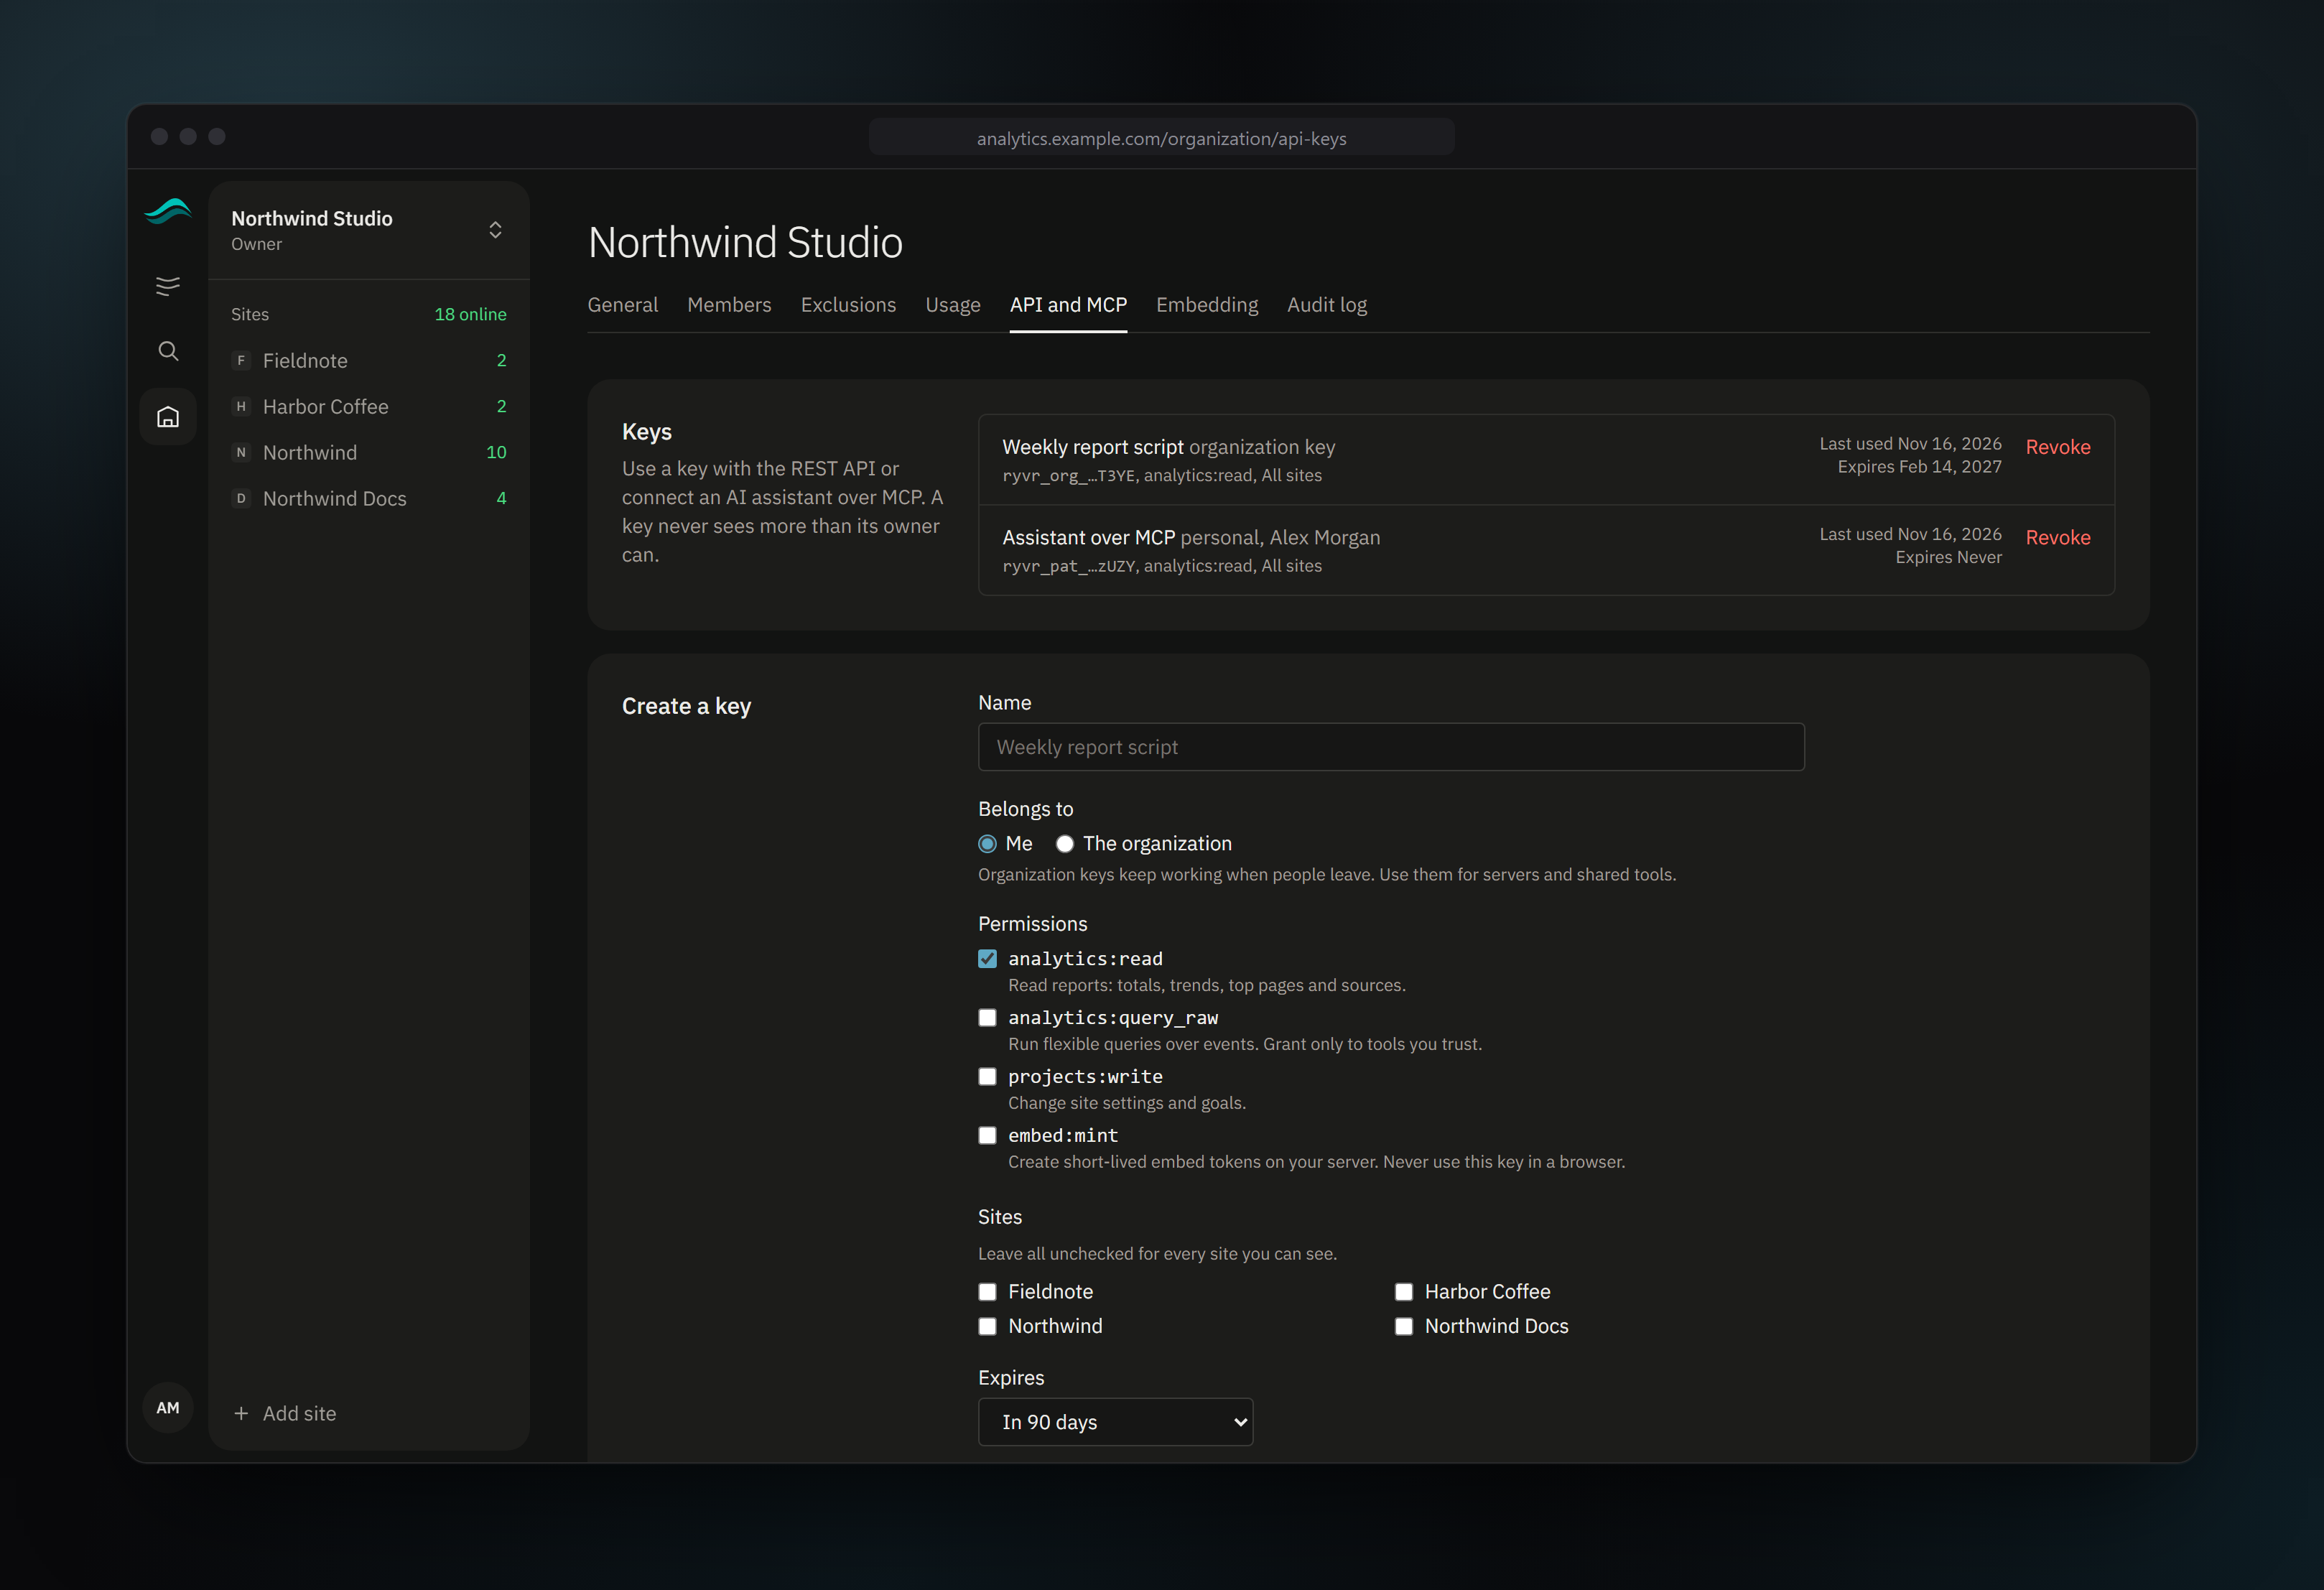 analytics.example.com/organization/api-keys
Northwind Studio
Owner
Sites 18 online
F Fieldnote 2
H Harbor Coffee 2
N Northwind 10
D Northwind Docs 4
AM
+ Add site
Northwind Studio
General Members Exclusions Usage API and MCP Embedding Audit log
Keys
Use a key with the REST API or
connect an AI assistant over MCP. A
key never sees more than its owner
can.
Weekly report script organization key
ryvr_org_…T3YE, analytics:read, All sites
Last used Nov 16, 2026
Expires Feb 14, 2027
Revoke
Assistant over MCP personal, Alex Morgan
ryvr_pat_…zUZY, analytics:read, All sites
Last used Nov 16, 2026
Expires Never
Revoke
Create a key
Name
Weekly report script
Belongs to
Me The organization
Organization keys keep working when people leave. Use them for servers and shared tools.
Permissions
analytics:read
Read reports: totals, trends, top pages and sources.
analytics:query_raw
Run flexible queries over events. Grant only to tools you trust.
projects:write
Change site settings and goals.
embed:mint
Create short-lived embed tokens on your server. Never use this key in a browser.
Sites
Leave all unchecked for every site you can see.
Fieldnote Harbor Coffee
Northwind Northwind Docs
Expires
In 90 days